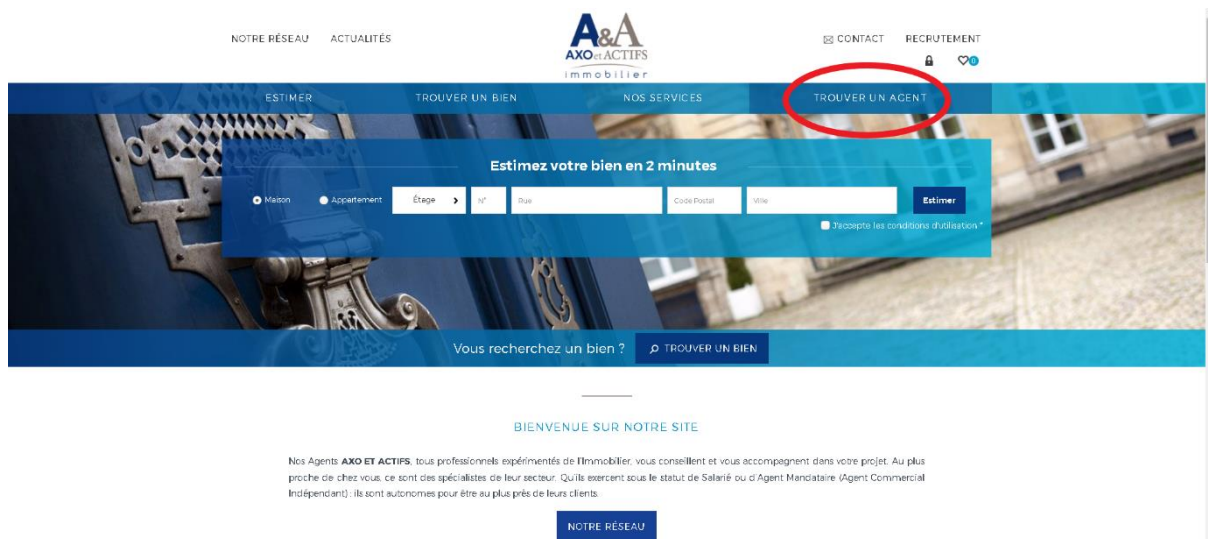 NOTRE RÉSEAU ACTUALITÉS
A&A
AXO et ACTIFS
immobilier
CONTACT RECRUTEMENT
0
ESTIMER TROUVER UN BIEN NOS SERVICES TROUVER UN AGENT
Estimez votre bien en 2 minutes
Maison Appartement Étage N° Rue Code Postal Ville Estimer
J'accepte les conditions d'utilisation *
Vous recherchez un bien ? TROUVER UN BIEN
BIENVENUE SUR NOTRE SITE
Nos Agents AXO ET ACTIFS, tous professionnels expérimentés de l'Immobilier, vous conseillent et vous accompagnent dans votre projet. Au plus
proche de chez vous, ce sont des spécialistes de leur secteur. Qu'ils exercent sous le statut de Salarié ou d'Agent Mandataire (Agent Commercial
Indépendant) : ils sont autonomes pour être au plus près de leurs clients.
NOTRE RÉSEAU